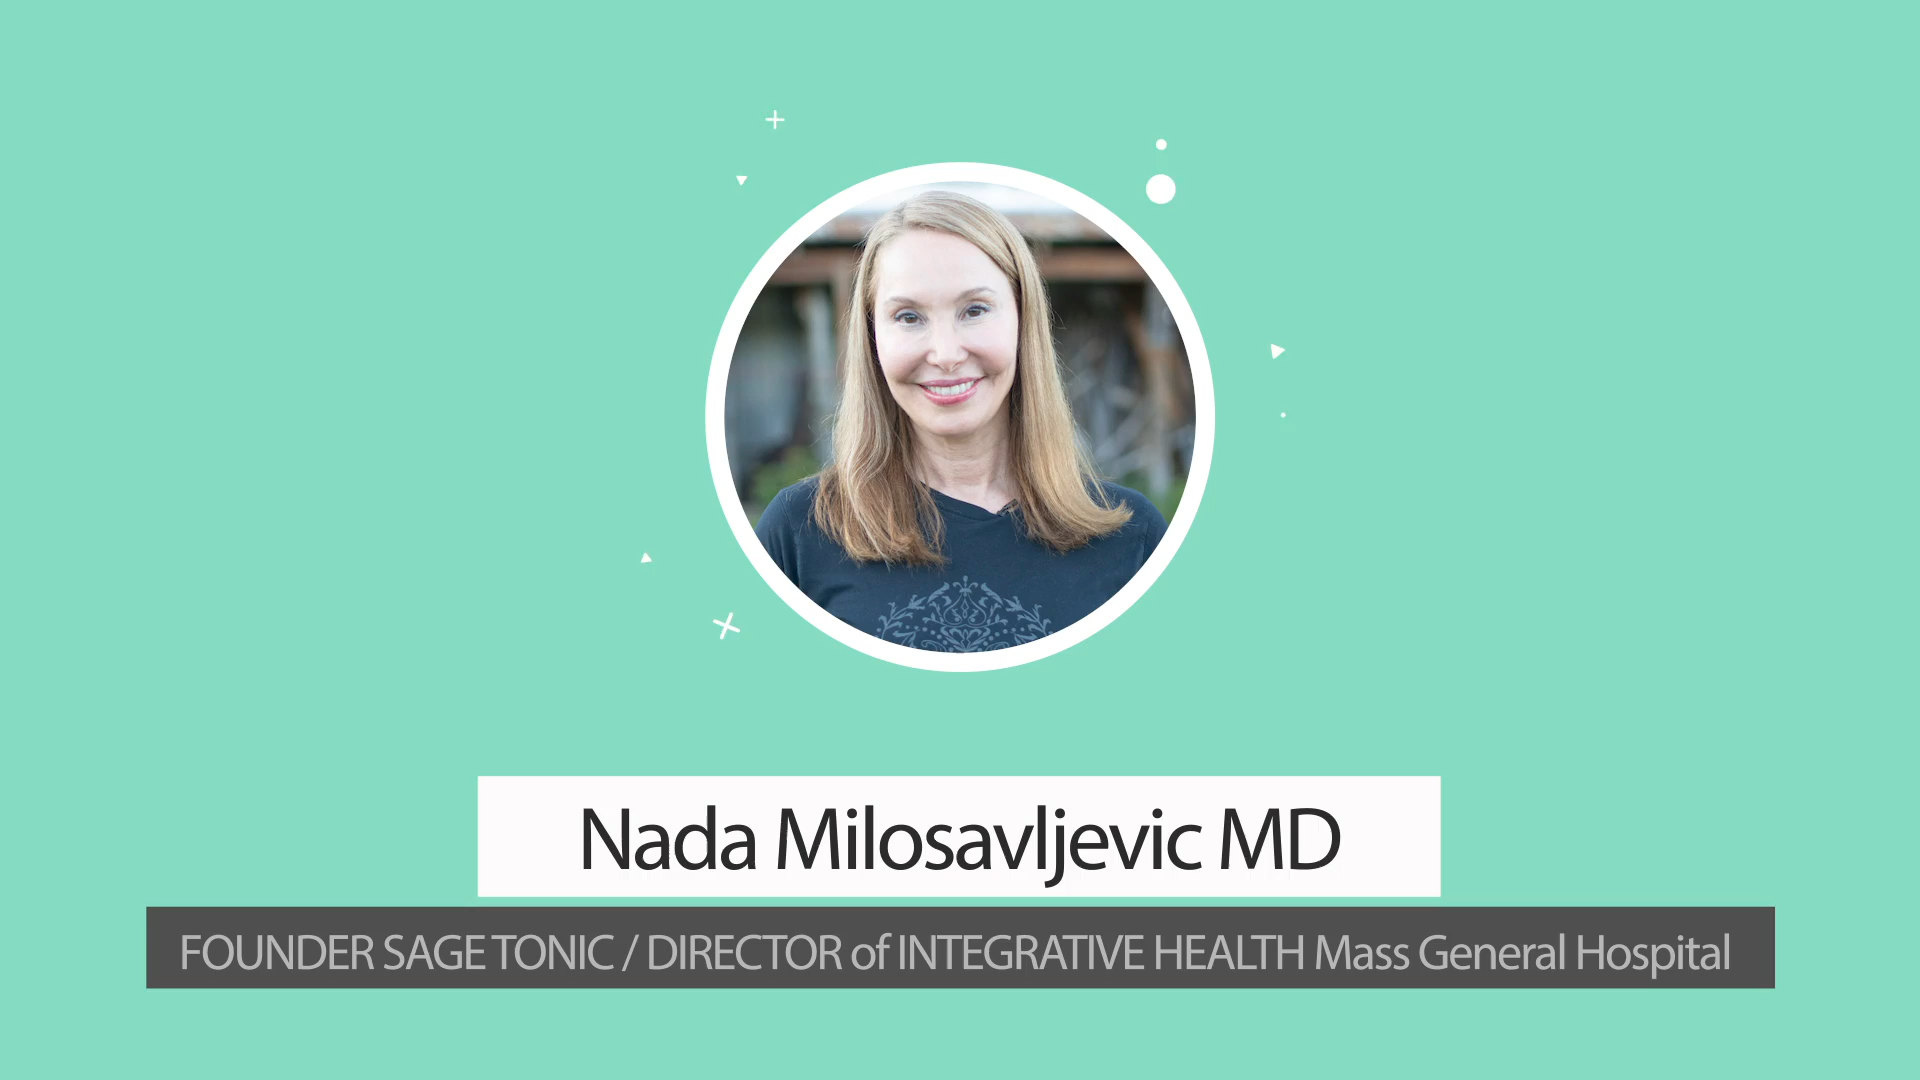 Nada Milosavljevic MD
FOUNDER SAGE TONIC / DIRECTOR of INTEGRATIVE HEALTH Mass General Hospital